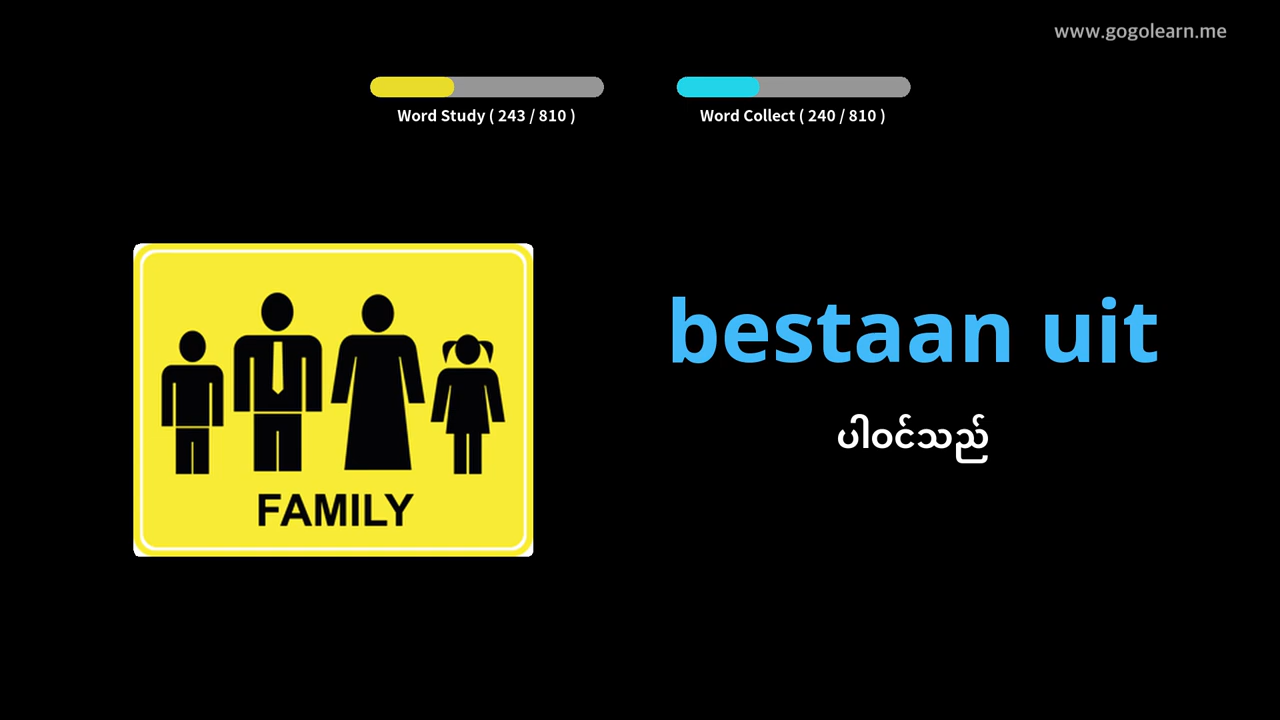 www.gogolearn.me
Word Study ( 243 / 810 )
Word Collect ( 240 / 810 )
FAMILY
bestaan uit
ပါဝင်သည်